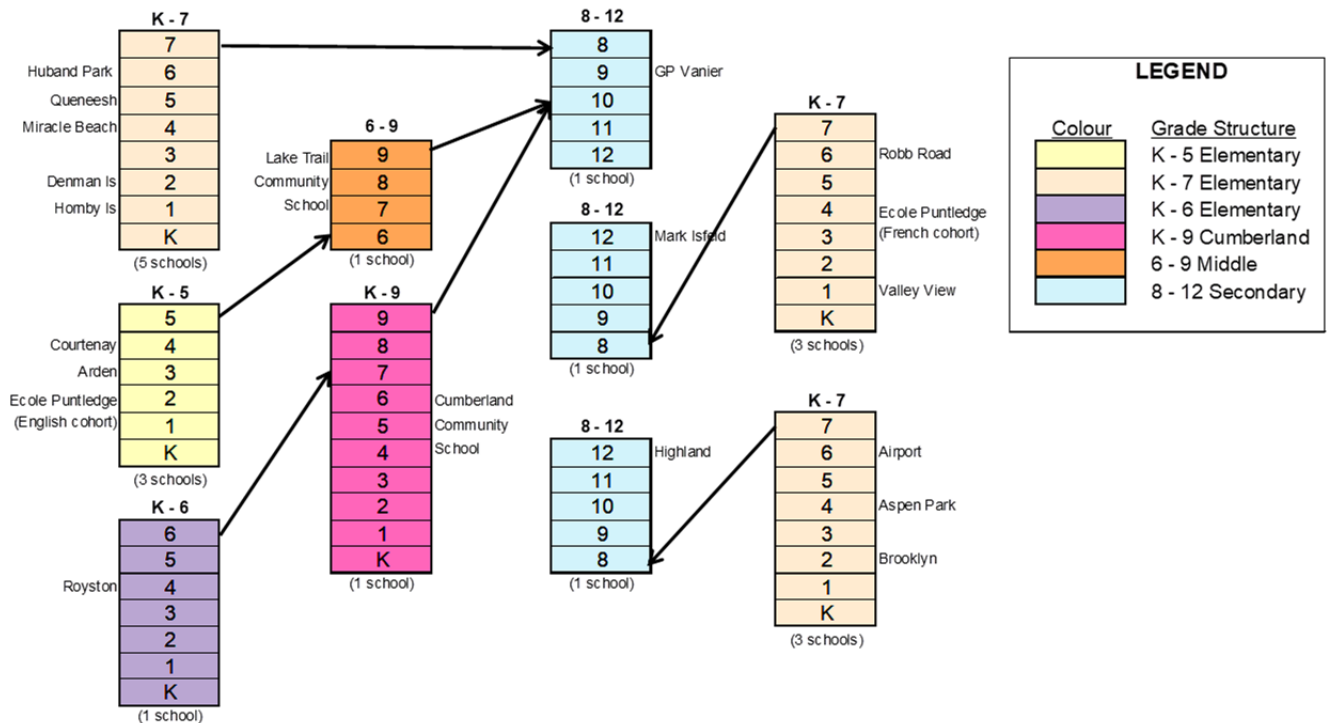 K - 7
7
6
5
4
3
2
1
K
Huband Park
Queneesh
Miracle Beach
Denman Is
Hornby Is
(5 schools)
K - 5
5
4
3
2
1
K
Courtenay
Arden
Ecole Puntledge
(English cohort)
(3 schools)
K - 6
6
5
4
3
2
1
K
Royston
(1 school)
6 - 9
9
8
7
6
Lake Trail
Community
School
(1 school)
K - 9
9
8
7
6
5
4
3
2
1
K
Cumberland
Community
School
(1 school)
8 - 12
8
9
10
11
12
GP Vanier
(1 school)
8 - 12
12
11
10
9
8
Mark Isfeld
(1 school)
8 - 12
12
11
10
9
8
Highland
(1 school)
K - 7
7
6
5
4
3
2
1
K
Robb Road
Ecole Puntledge
(French cohort)
Valley View
(3 schools)
K - 7
7
6
5
4
3
2
1
K
Airport
Aspen Park
Brooklyn
(3 schools)
LEGEND
Colour Grade Structure
K - 5 Elementary
K - 7 Elementary
K - 6 Elementary
K - 9 Cumberland
6 - 9 Middle
8 - 12 Secondary